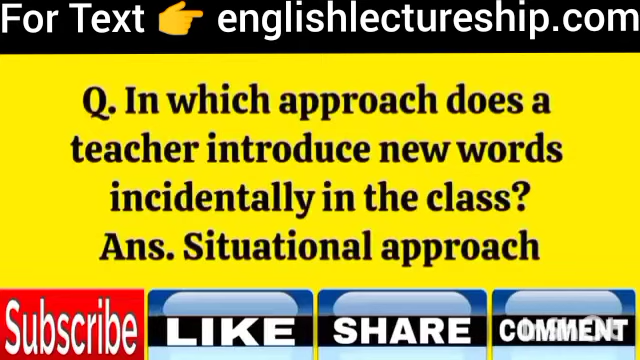 For Text 👉 englishlectureship.com
Q. In which approach does a
teacher introduce new words
incidentally in the class?
Ans. Situational approach
Subscribe LIKE SHARE COMMENT